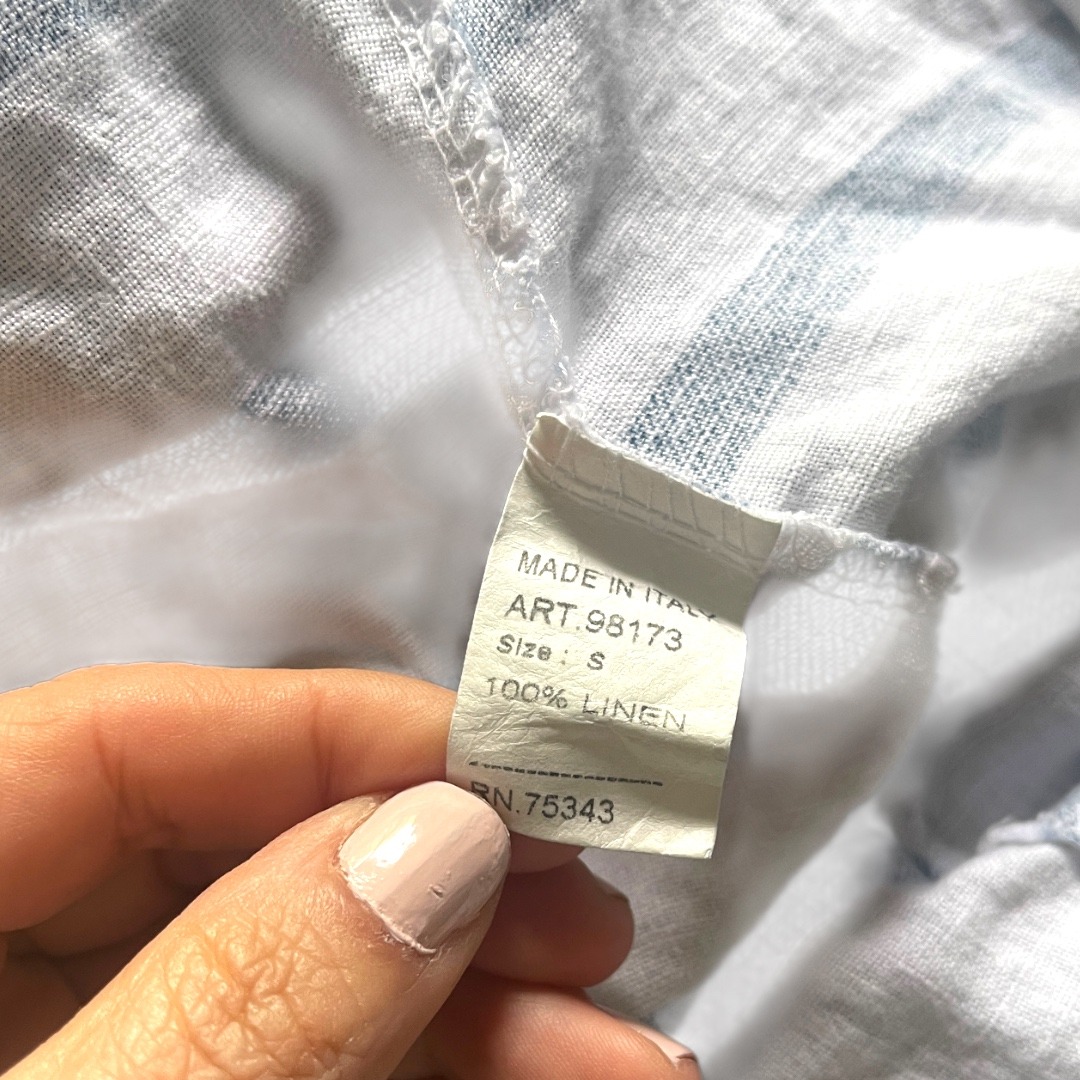 MADE IN ITALY
ART.98173
Size: S
100% LINEN
RN.75343